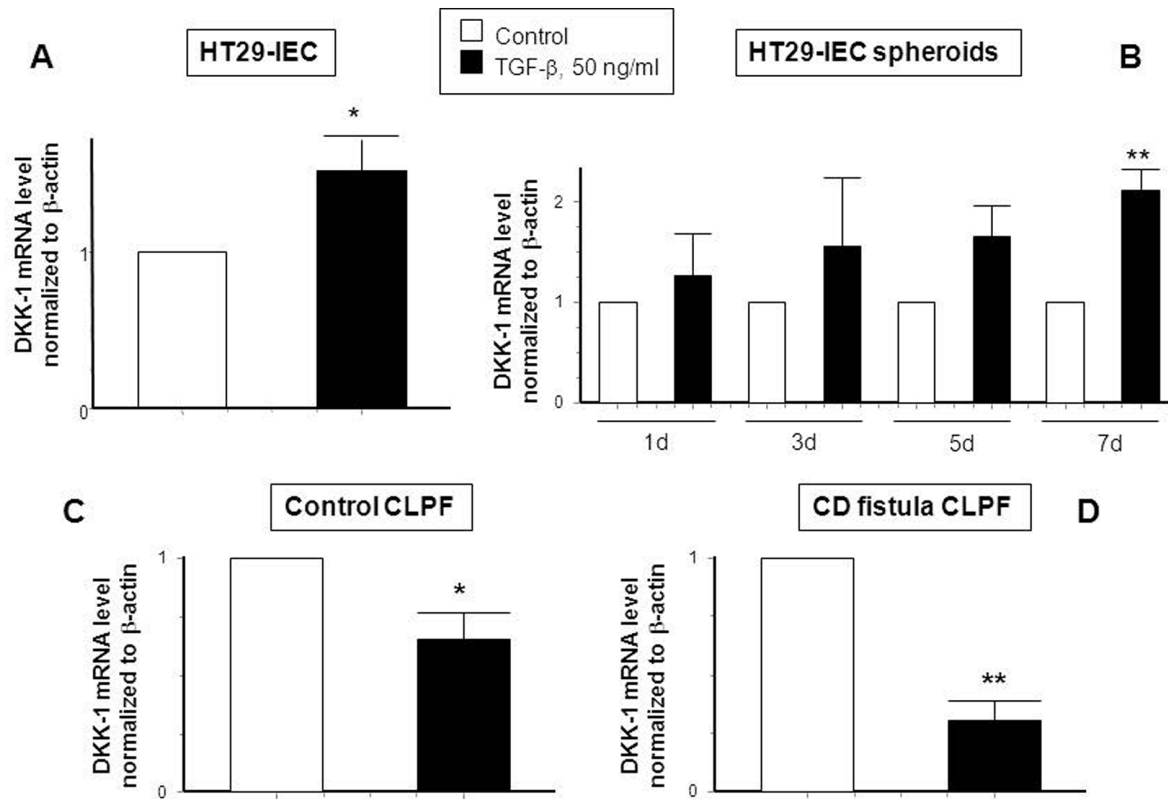 A
HT29-IEC
Control
TGF-β, 50 ng/ml
HT29-IEC spheroids
B
*
DKK-1 mRNA level
normalized to β-actin
1
0
**
DKK-1 mRNA level
normalized to β-actin
2
1
0
1d
3d
5d
7d
C
Control CLPF
CD fistula CLPF
D
DKK-1 mRNA level
normalized to β-actin
1
0
*
DKK-1 mRNA level
normalized to β-actin
1
0
**